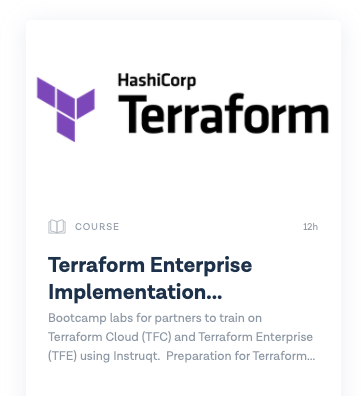 HashiCorp
Terraform
COURSE 12h
Terraform Enterprise
Implementation...
Bootcamp labs for partners to train on
Terraform Cloud (TFC) and Terraform Enterprise
(TFE) using Instruqt. Preparation for Terraform...